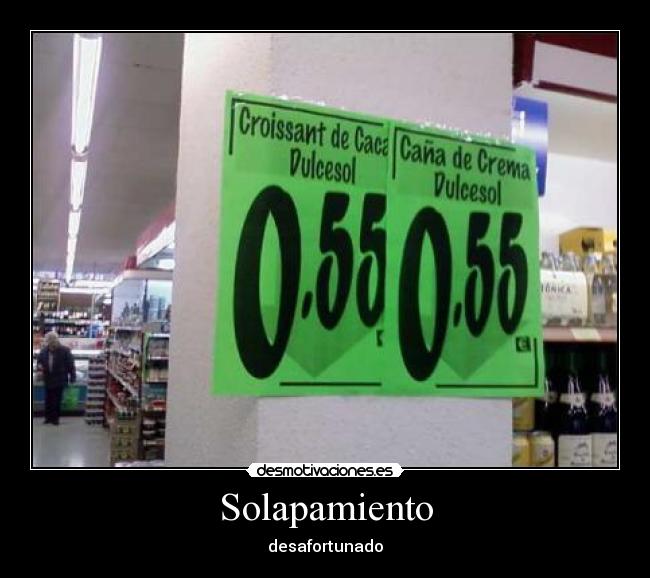 Croissant de Caca
Dulcesol
0.55
Caña de Crema
Dulcesol
0.55
€
desmotivaciones.es
Solapamiento
desafortunado